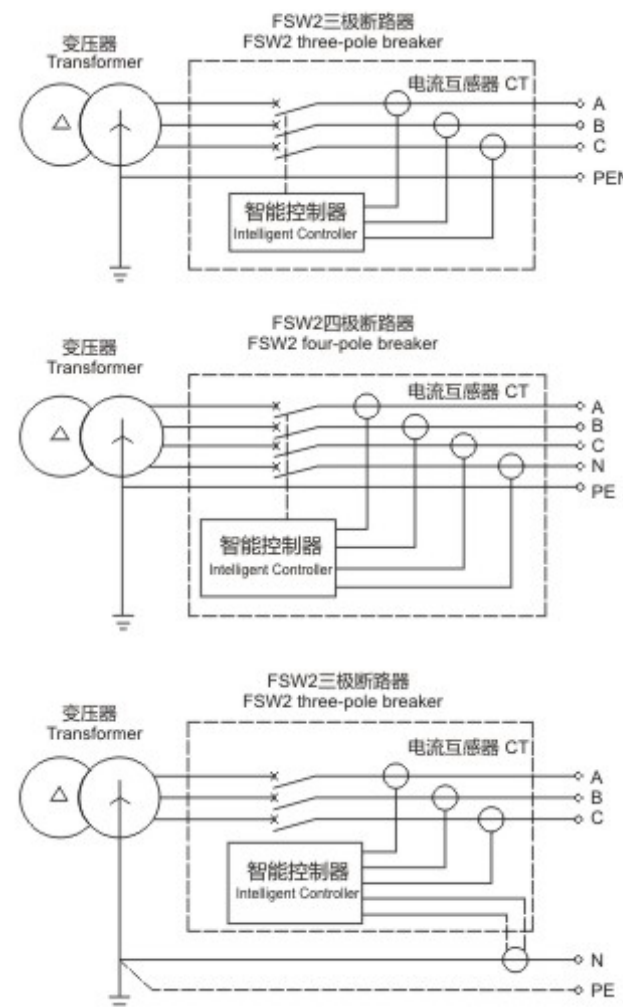 FSW2三极断路器
FSW2 three-pole breaker
变压器
Transformer
电流互感器 CT
A
B
C
PEN
智能控制器
Intelligent Controller
FSW2四极断路器
FSW2 four-pole breaker
变压器
Transformer
电流互感器 CT
A
B
C
N
PE
智能控制器
Intelligent Controller
FSW2三极断路器
FSW2 three-pole breaker
变压器
Transformer
电流互感器 CT
A
B
C
智能控制器
Intelligent Controller
N
PE